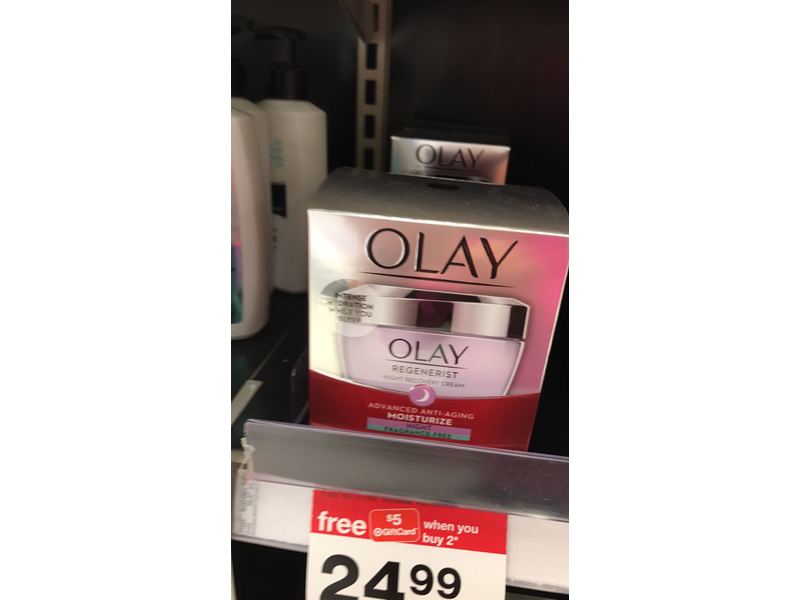 OLAY
OLAY
INTENSE
HYDRATION
WHILE YOU
SLEEP
OLAY
REGENERIST
NIGHT RECOVERY CREAM
ADVANCED ANTI-AGING
MOISTURIZE
NIGHT
FRAGRANCE-FREE
free $5 GiftCard when you
buy 2*
24 99